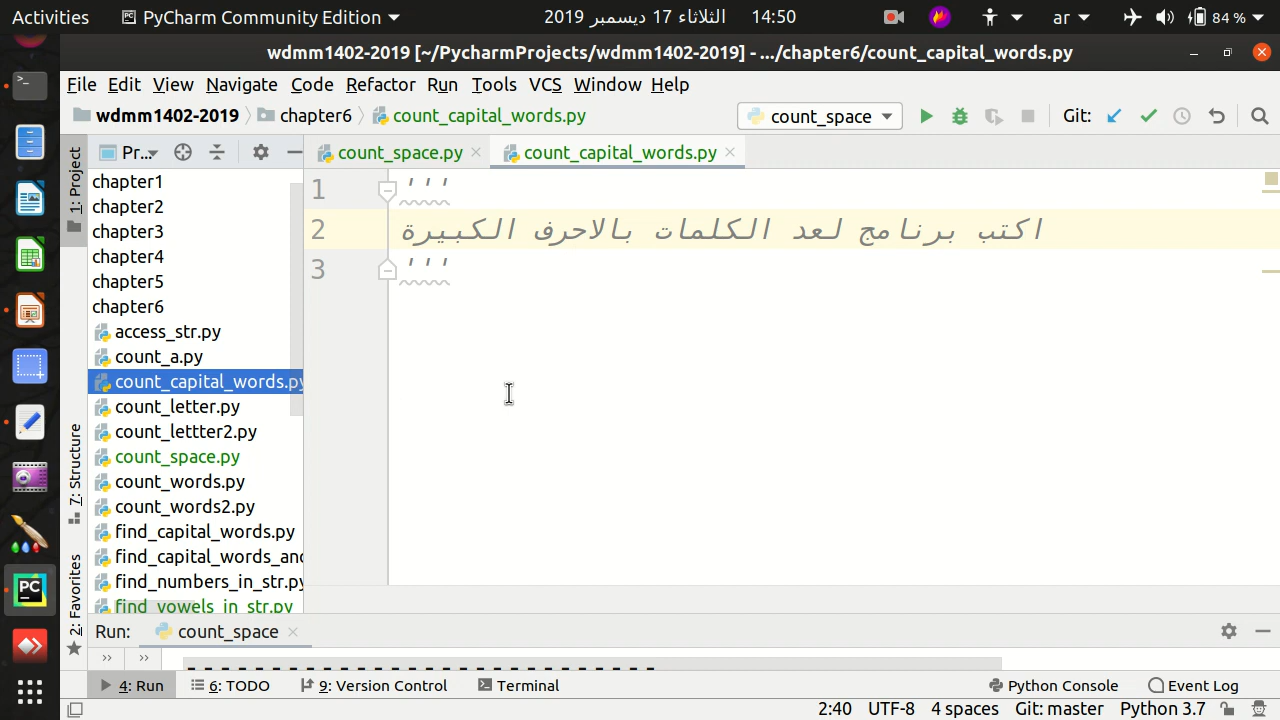 Activities PyCharm Community Edition الثلاثاء 17 ديسمبر 2019 14:50 ar 84 %
wdmm1402-2019 [~/PycharmProjects/wdmm1402-2019] - .../chapter6/count_capital_words.py
File Edit View Navigate Code Refactor Run Tools VCS Window Help
wdmm1402-2019 chapter6 count_capital_words.py count_space Git:
Pr... count_space.py count_capital_words.py
1: Project
7: Structure
2: Favorites
chapter1
chapter2
chapter3
chapter4
chapter5
chapter6
access_str.py
count_a.py
count_capital_words.py
count_letter.py
count_lettter2.py
count_space.py
count_words.py
count_words2.py
find_capital_words.py
find_capital_words_and
find_numbers_in_str.py
find_vowels_in_str.py
1 '''
2 اكتب برنامج لعد الكلمات بالاحرف الكبيرة
3 '''
Run: count_space
4: Run 6: TODO 9: Version Control Terminal Python Console Event Log
2:40 UTF-8 4 spaces Git: master Python 3.7